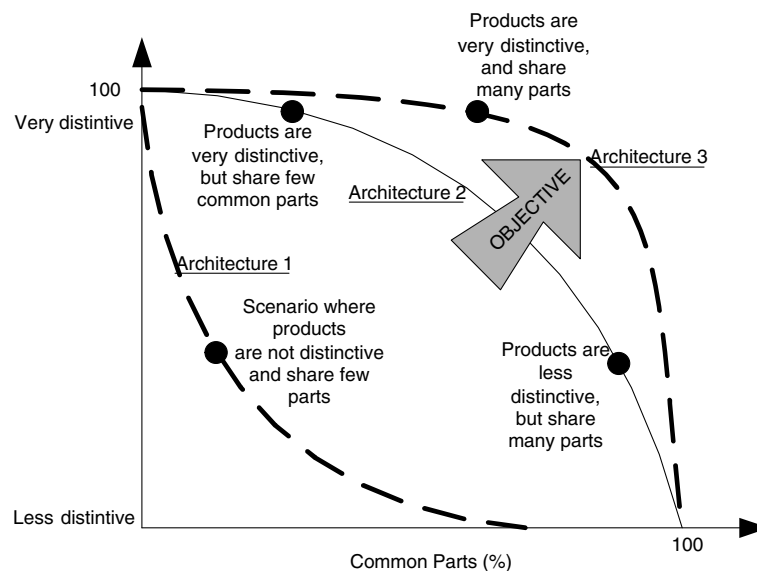 Products are
very distinctive,
and share
many parts
100
Very distintive
Products are
very distinctive,
but share few
common parts
Architecture 3
Architecture 2
OBJECTIVE
Architecture 1
Scenario where
products
are not distinctive
and share few
parts
Products are
less
distinctive,
but share
many parts
Less distintive
100
Common Parts (%)